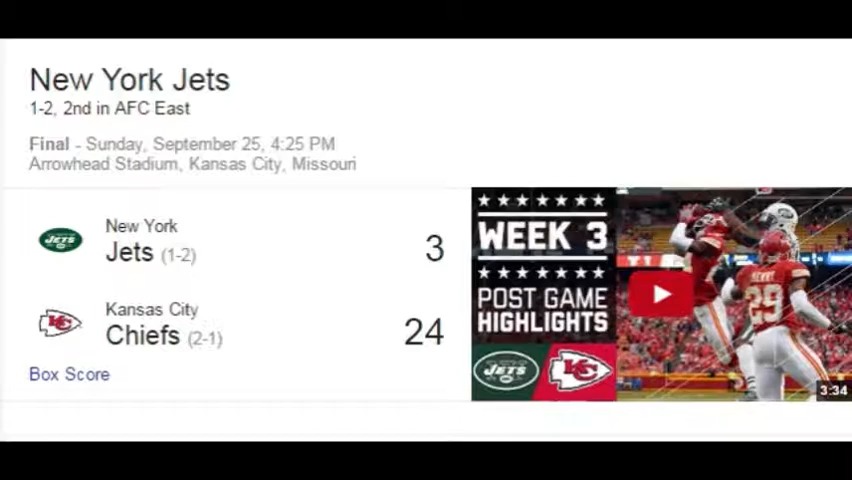 New York Jets
1-2, 2nd in AFC East
Final - Sunday, September 25, 4:25 PM
Arrowhead Stadium, Kansas City, Missouri
New York
Jets (1-2)
3
Kansas City
Chiefs (2-1)
24
Box Score
WEEK 3
POST GAME
HIGHLIGHTS
JETS
KC
BERRY
29
3:34